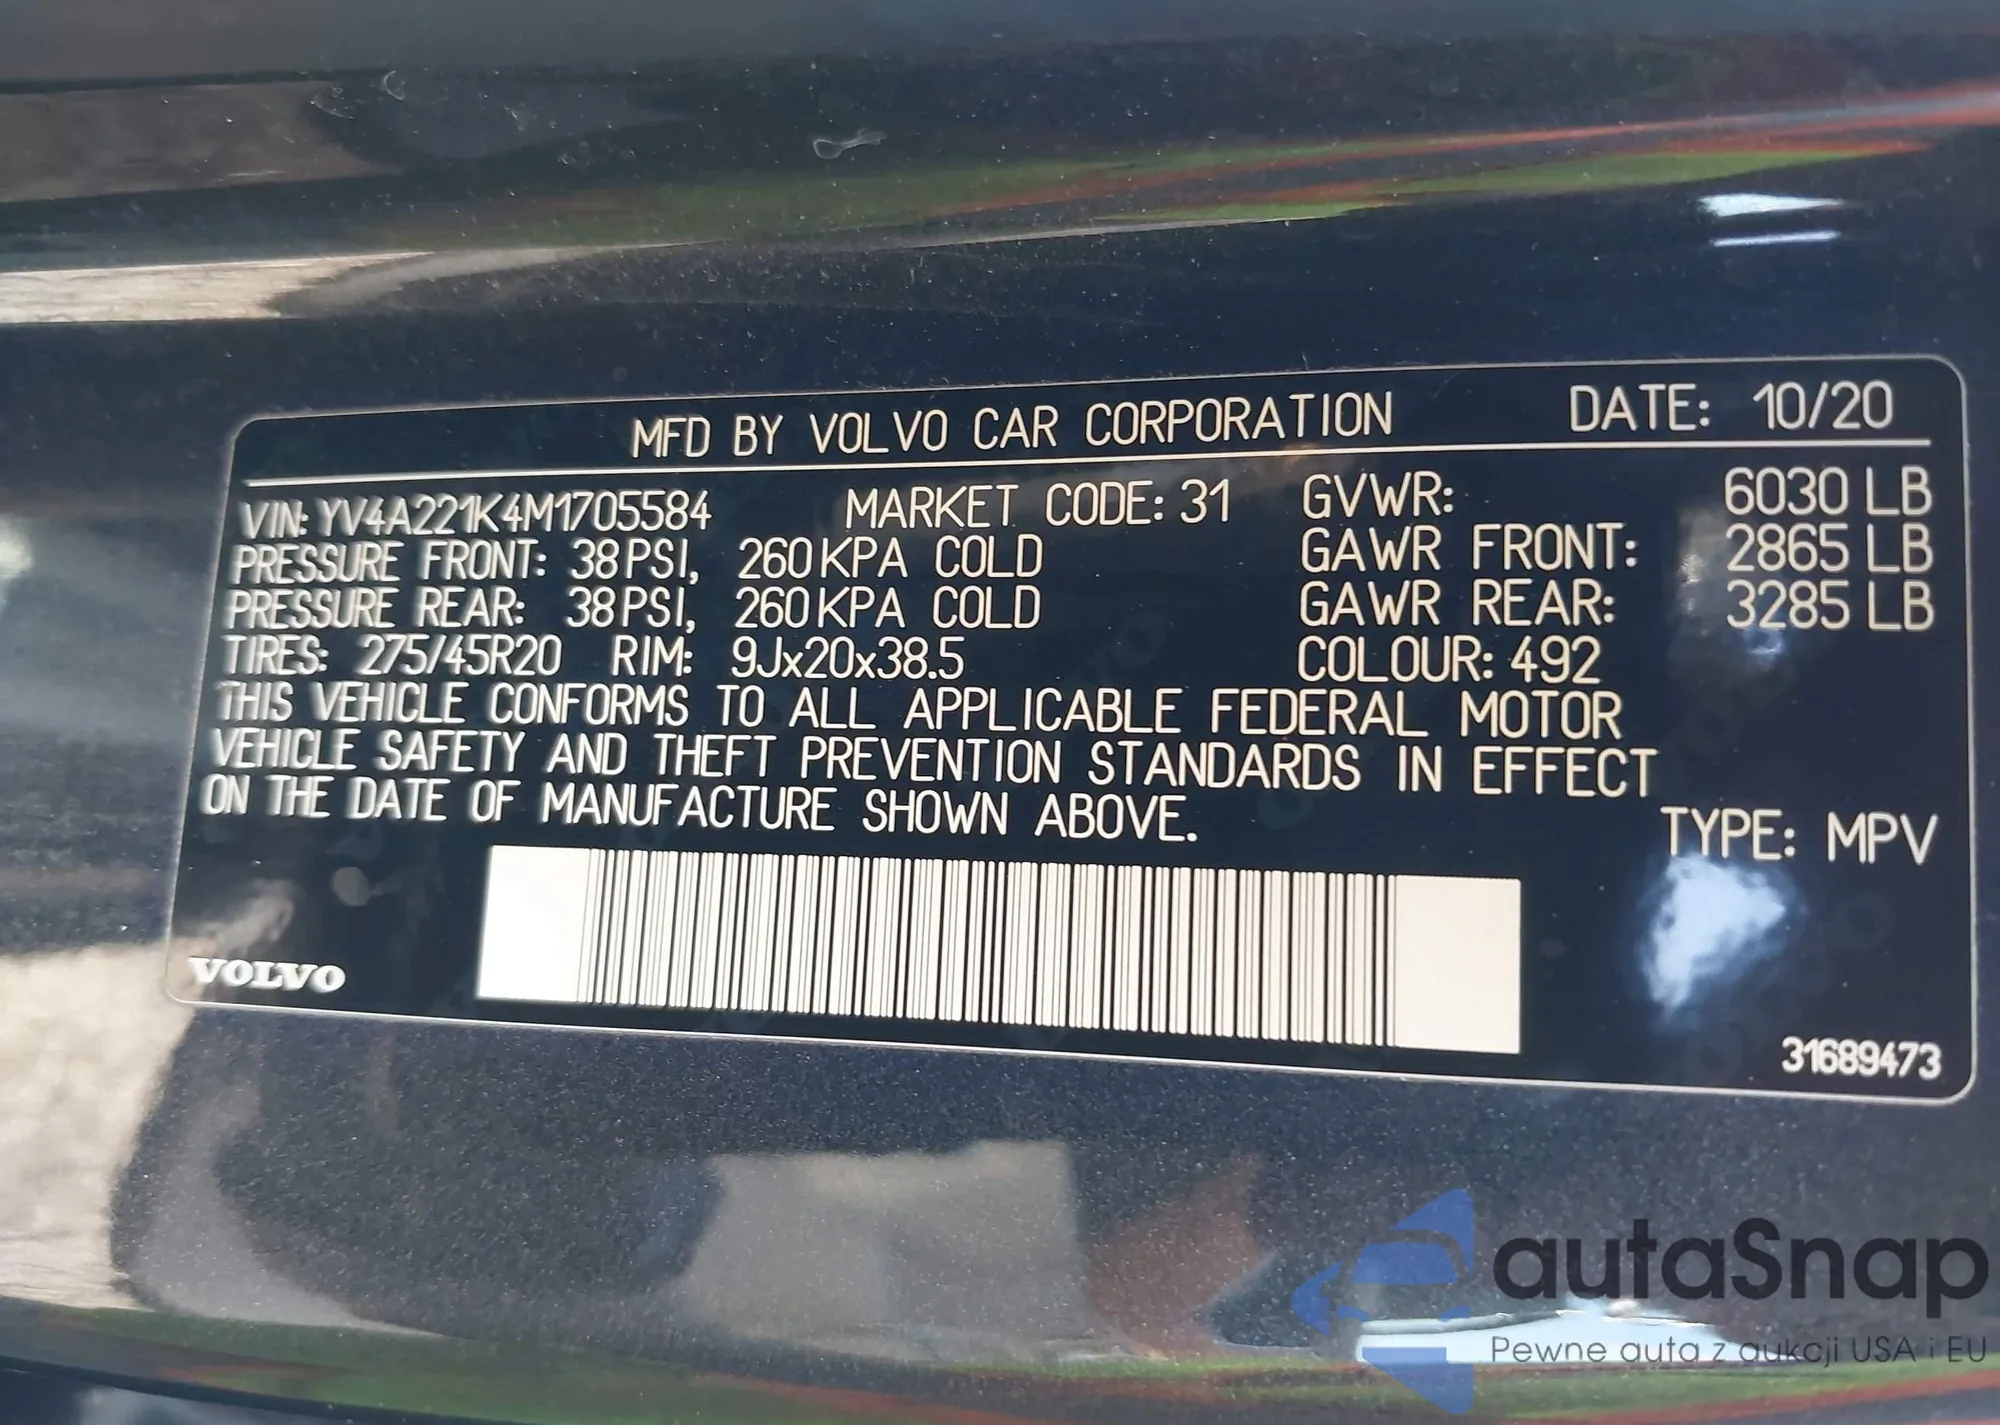 MFD BY VOLVO CAR CORPORATION DATE: 10/20
VIN: YV4A221K4M1705584 MARKET CODE: 31 GVWR: 6030 LB
PRESSURE FRONT: 38 PSI, 260 KPA COLD GAWR FRONT: 2865 LB
PRESSURE REAR: 38 PSI, 260 KPA COLD GAWR REAR: 3285 LB
TIRES: 275/45R20 RIM: 9Jx20x38.5 COLOUR: 492
THIS VEHICLE CONFORMS TO ALL APPLICABLE FEDERAL MOTOR
VEHICLE SAFETY AND THEFT PREVENTION STANDARDS IN EFFECT
ON THE DATE OF MANUFACTURE SHOWN ABOVE.
TYPE: MPV
VOLVO
31689473
autaSnap
Pewne auta z aukcji USA i EU